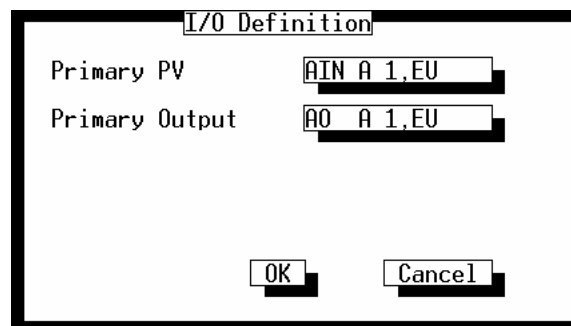 I/O Definition
Primary PV AIN A 1,EU
Primary Output AO  A 1,EU
OK Cancel